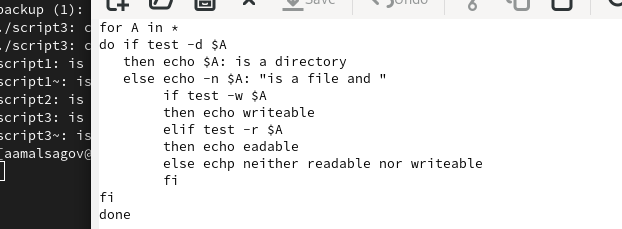 backup (1):
./script3: c
./script3: c
script1: is
script1~: is
script2: is
script3: is
script3~: is
[aamalsagov@
Save
Undo
for A in *
do if test -d $A
then echo $A: is a directory
else echo -n $A: "is a file and "
if test -w $A
then echo writeable
elif test -r $A
then echo eadable
else echp neither readable nor writeable
fi
fi
done